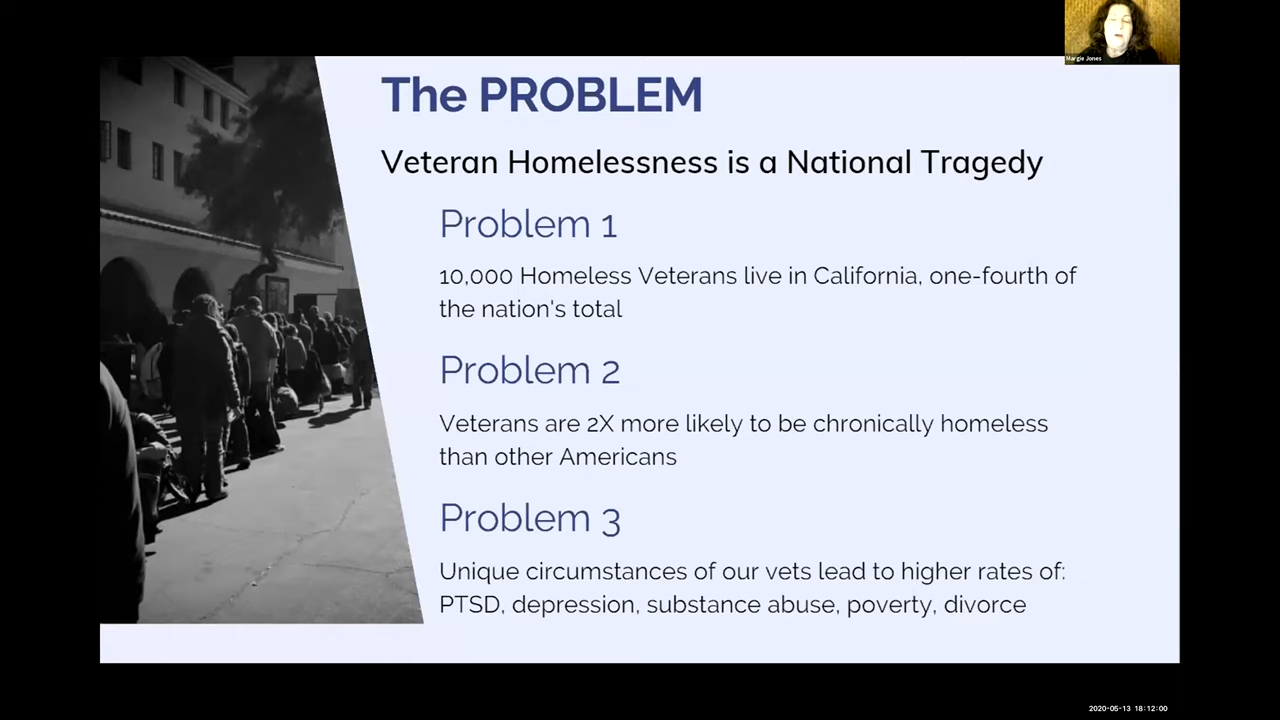 Margie Jones
The PROBLEM
Veteran Homelessness is a National Tragedy
Problem 1
10,000 Homeless Veterans live in California, one-fourth of
the nation's total
Problem 2
Veterans are 2X more likely to be chronically homeless
than other Americans
Problem 3
Unique circumstances of our vets lead to higher rates of:
PTSD, depression, substance abuse, poverty, divorce
2020-05-13 18:12:00